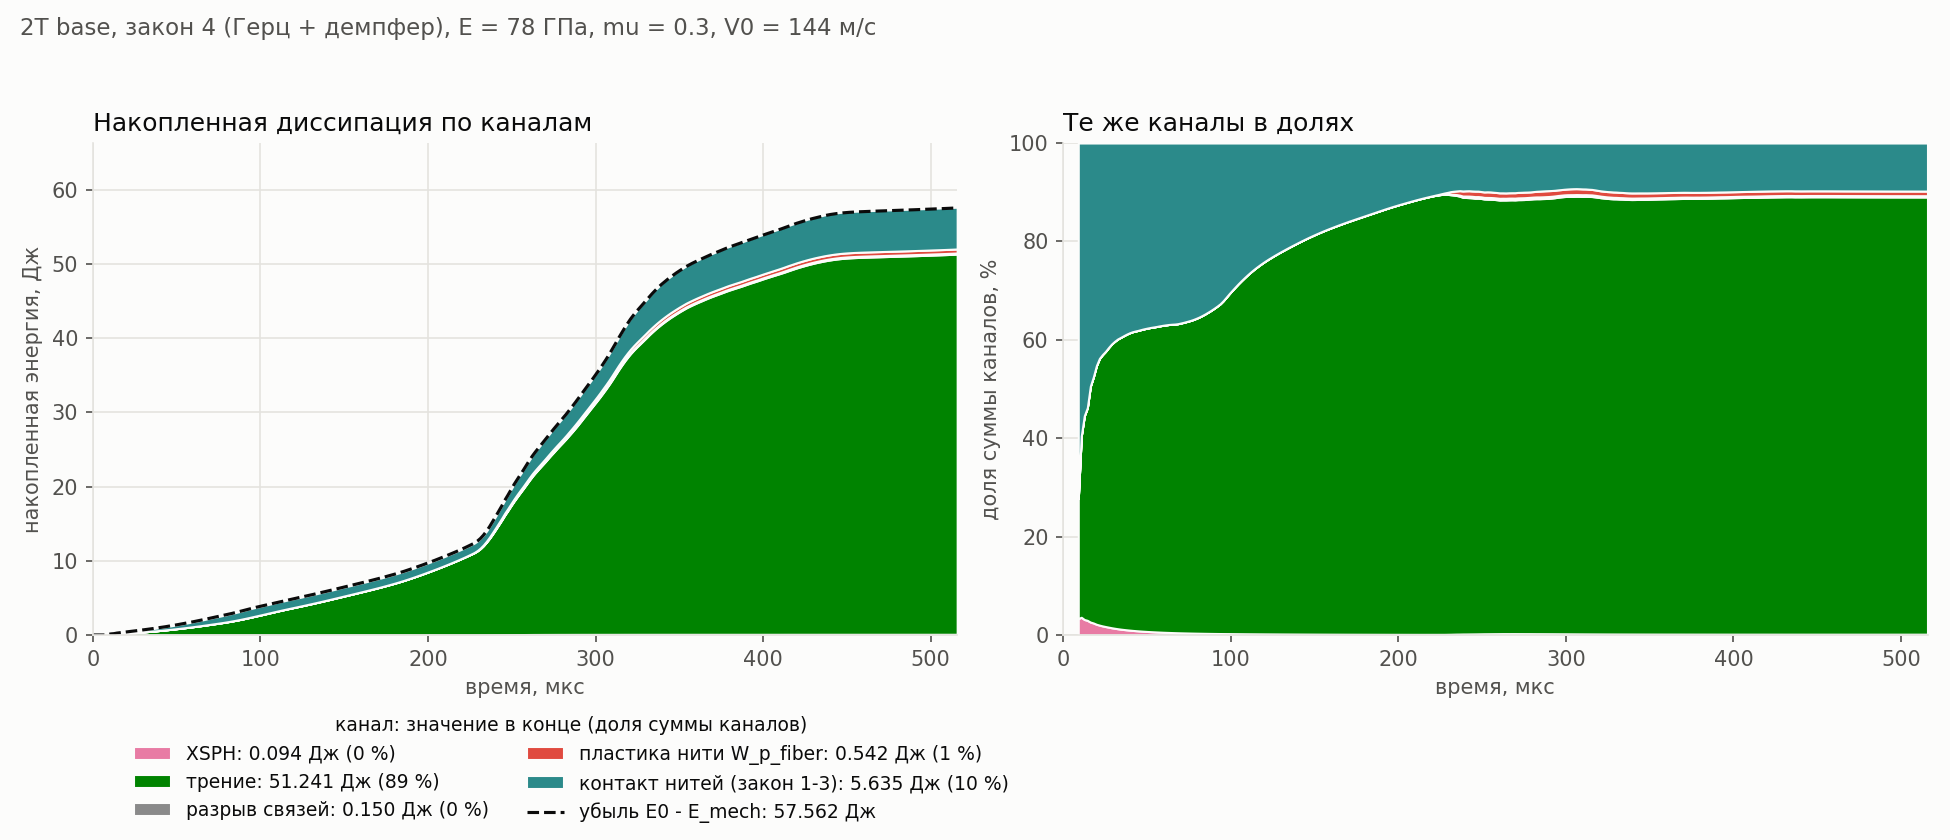 2T base, закон 4 (Герц + демпфер), E = 78 ГПа, mu = 0.3, V0 = 144 м/с
Накопленная диссипация по каналам
накопленная энергия, Дж
60
50
40
30
20
10
0
0 100 200 300 400 500
время, мкс
Те же каналы в долях
доля суммы каналов, %
100
80
60
40
20
0
0 100 200 300 400 500
время, мкс
канал: значение в конце (доля суммы каналов)
XSPH: 0.094 Дж (0 %)
трение: 51.241 Дж (89 %)
разрыв связей: 0.150 Дж (0 %)
пластика нити W_p_fiber: 0.542 Дж (1 %)
контакт нитей (закон 1-3): 5.635 Дж (10 %)
убыль E0 - E_mech: 57.562 Дж